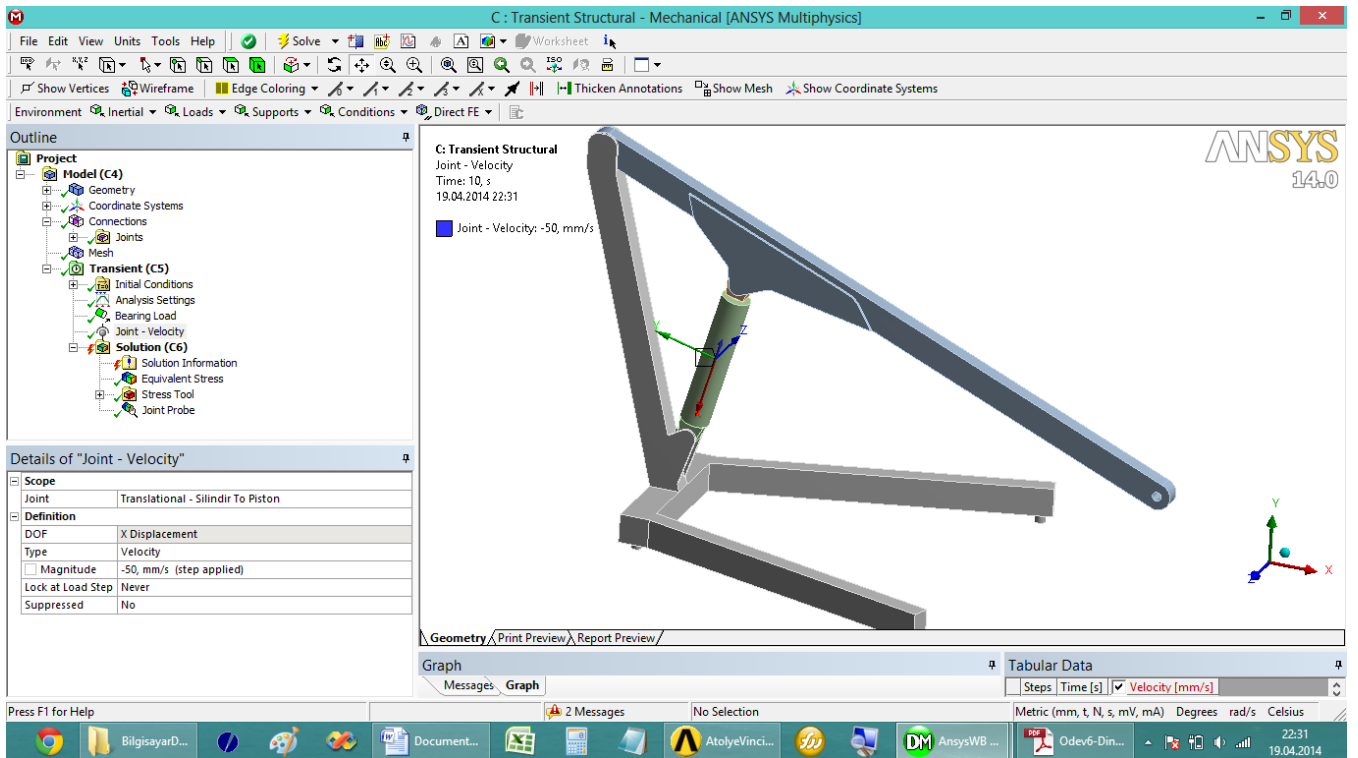 C : Transient Structural - Mechanical [ANSYS Multiphysics]
File Edit View Units Tools Help Solve Worksheet
Show Vertices Wireframe Edge Coloring Thicken Annotations Show Mesh Show Coordinate Systems
Environment Inertial Loads Supports Conditions Direct FE
Outline
Project
Model (C4)
Geometry
Coordinate Systems
Connections
Joints
Mesh
Transient (C5)
Initial Conditions
Analysis Settings
Bearing Load
Joint - Velocity
Solution (C6)
Solution Information
Equivalent Stress
Stress Tool
Joint Probe
Details of "Joint - Velocity"
Scope
Joint Translational - Silindir To Piston
Definition
DOF X Displacement
Type Velocity
Magnitude -50, mm/s (step applied)
Lock at Load Step Never
Suppressed No
C: Transient Structural
Joint - Velocity
Time: 10, s
19.04.2014 22:31
Joint - Velocity: -50, mm/s
ANSYS
14.0
Y
Z
X
Y
X
Z
Geometry Print Preview Report Preview
Graph
Messages Graph
Tabular Data
Steps Time [s] Velocity [mm/s]
Press F1 for Help 2 Messages No Selection Metric (mm, t, N, s, mV, mA) Degrees rad/s Celsius
BilgisayarD... Document... AtolyeVinci... DM AnsysWB ... Odev6-Din... 22:31
19.04.2014